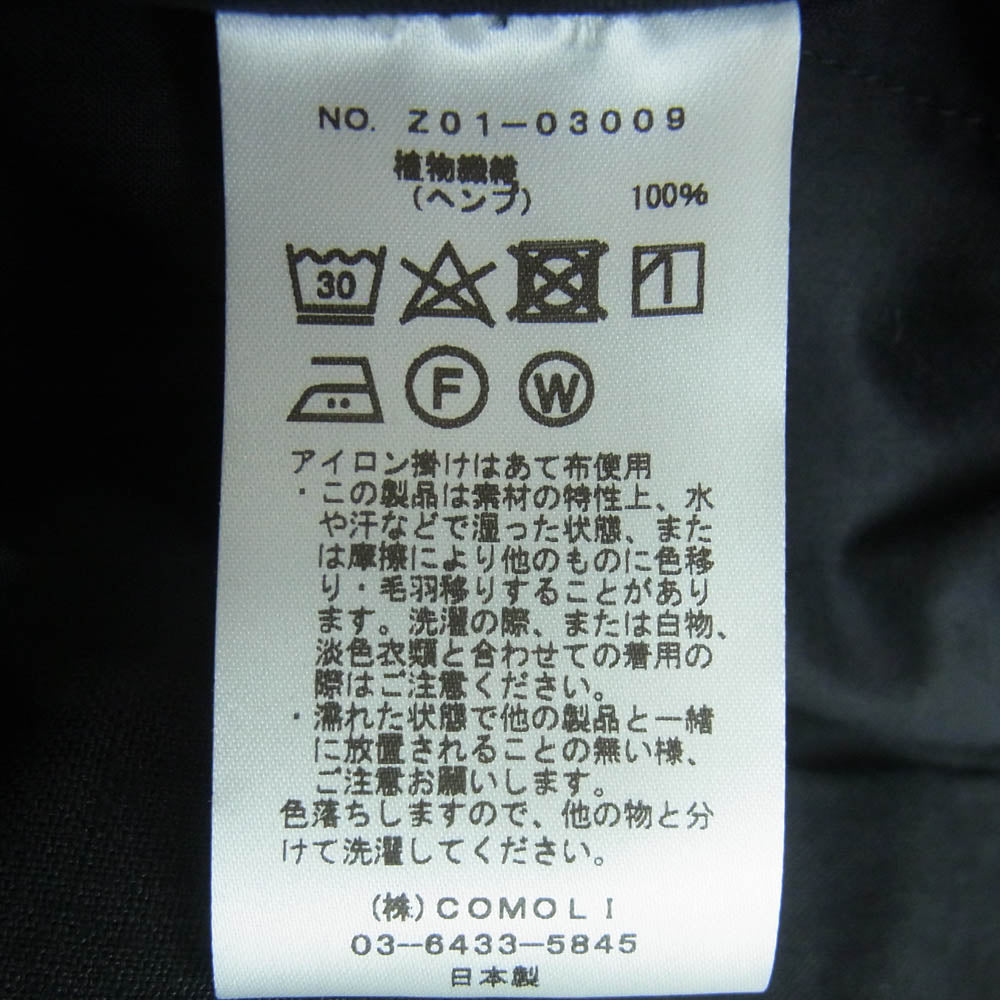 NO. Z01-03009
植物繊維
(ヘンプ) 100%
30
F W
アイロン掛けはあて布使用
・この製品は素材の特性上、水
や汗などで湿った状態、また
は摩擦により他のものに色移
り・毛羽移りすることがあり
ます。洗濯の際、または白物、
淡色衣類と合わせての着用の
際はご注意ください。
・濡れた状態で他の製品と一緒
に放置されることの無い様、
ご注意お願いします。
色落ちしますので、他の物と分
けて洗濯してください。
(株)COMOLI
03-6433-5845
日本製